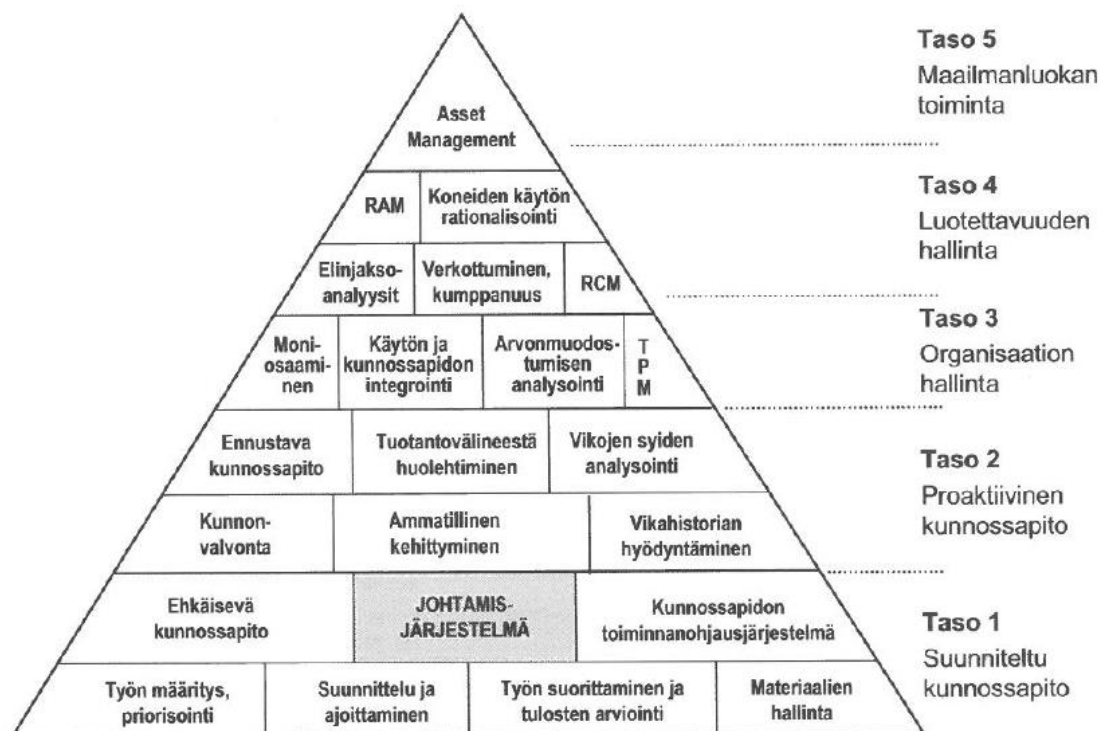 Taso 5
Maailmanluokan
toiminta
Asset
Management
Taso 4
Luotettavuuden
hallinta
RAM
Koneiden käytön
rationalisointi
Elinjakso-
analyysit
Verkottuminen,
kumppanuus
RCM
Taso 3
Organisaation
hallinta
Moni-
osaami-
nen
Käytön ja
kunnossapidon
integrointi
Arvonmuodos-
tumisen
analysointi
T
P
M
Taso 2
Proaktiivinen
kunnossapito
Ennustava
kunnossapito
Tuotantovälineestä
huolehtiminen
Vikojen syiden
analysointi
Kunnon-
valvonta
Ammatillinen
kehittyminen
Vikahistorian
hyödyntäminen
Taso 1
Suunniteltu
kunnossapito
Ehkäisevä
kunnossapito
JOHTAMIS-
JÄRJESTELMÄ
Kunnossapidon
toiminnanohjausjärjestelmä
Työn määritys,
priorisointi
Suunnittelu ja
ajoittaminen
Työn suorittaminen ja
tulosten arviointi
Materiaalien
hallinta